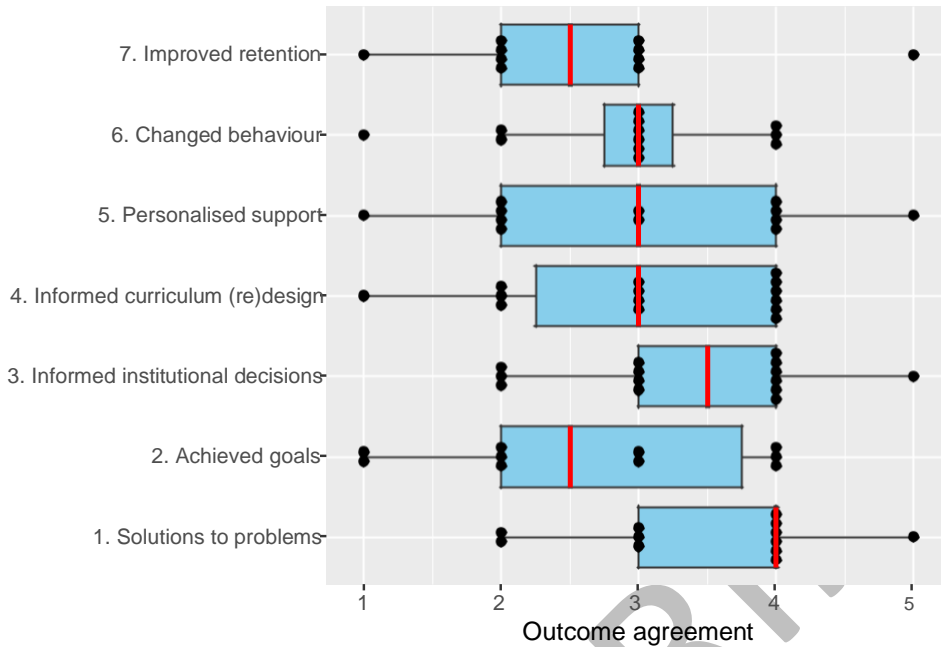 7. Improved retention
6. Changed behaviour
5. Personalised support
4. Informed curriculum (re)design
3. Informed institutional decisions
2. Achieved goals
1. Solutions to problems
1 2 3 4 5
Outcome agreement